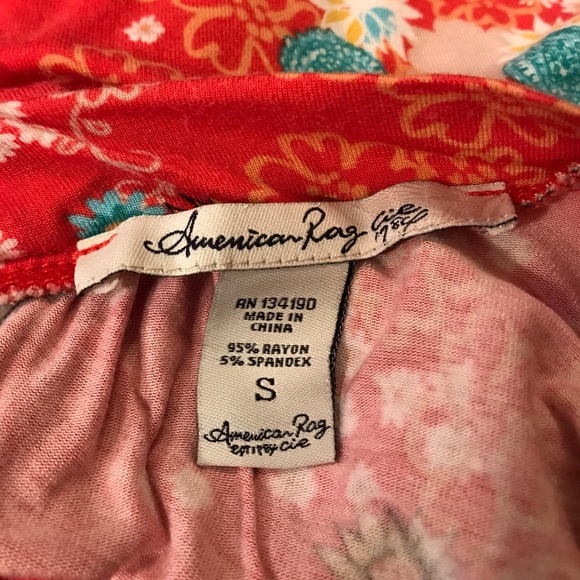 American Rag Cie
RN 134190
MADE IN
CHINA
95% RAYON
5% SPANDEX
S
American Rag
Cie